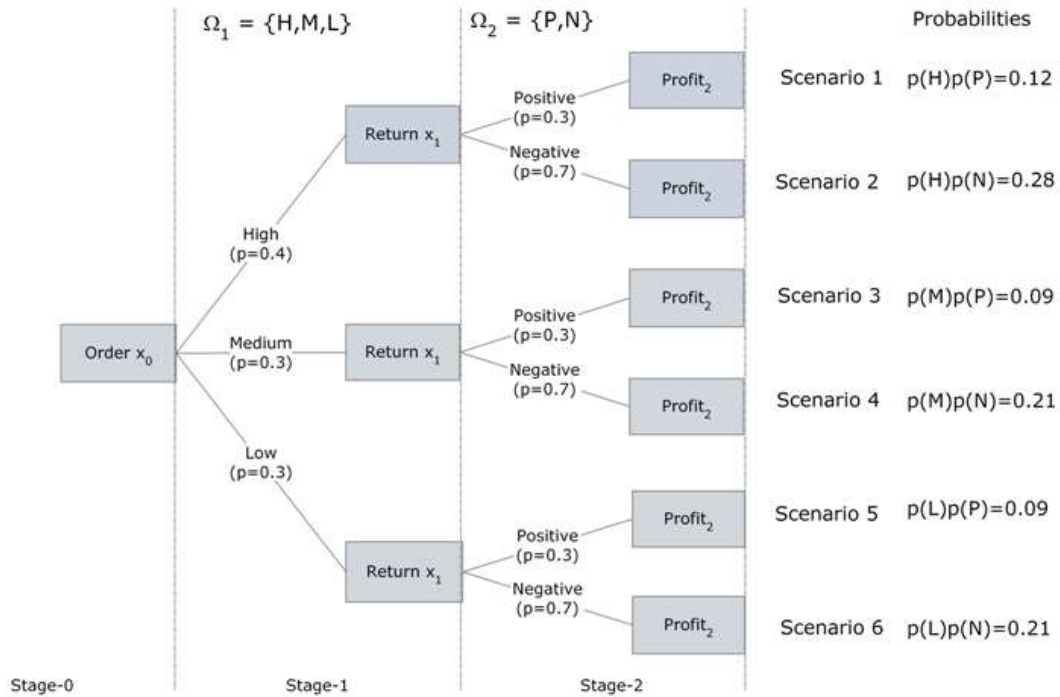 Ω₁ = {H,M,L}
Ω₂ = {P,N}
Probabilities
Order x₀
High
(p=0.4)
Medium
(p=0.3)
Low
(p=0.3)
Return x₁
Positive
(p=0.3)
Negative
(p=0.7)
Profit₂
Scenario 1 p(H)p(P)=0.12
Profit₂
Scenario 2 p(H)p(N)=0.28
Return x₁
Positive
(p=0.3)
Negative
(p=0.7)
Profit₂
Scenario 3 p(M)p(P)=0.09
Profit₂
Scenario 4 p(M)p(N)=0.21
Return x₁
Positive
(p=0.3)
Negative
(p=0.7)
Profit₂
Scenario 5 p(L)p(P)=0.09
Profit₂
Scenario 6 p(L)p(N)=0.21
Stage-0
Stage-1
Stage-2